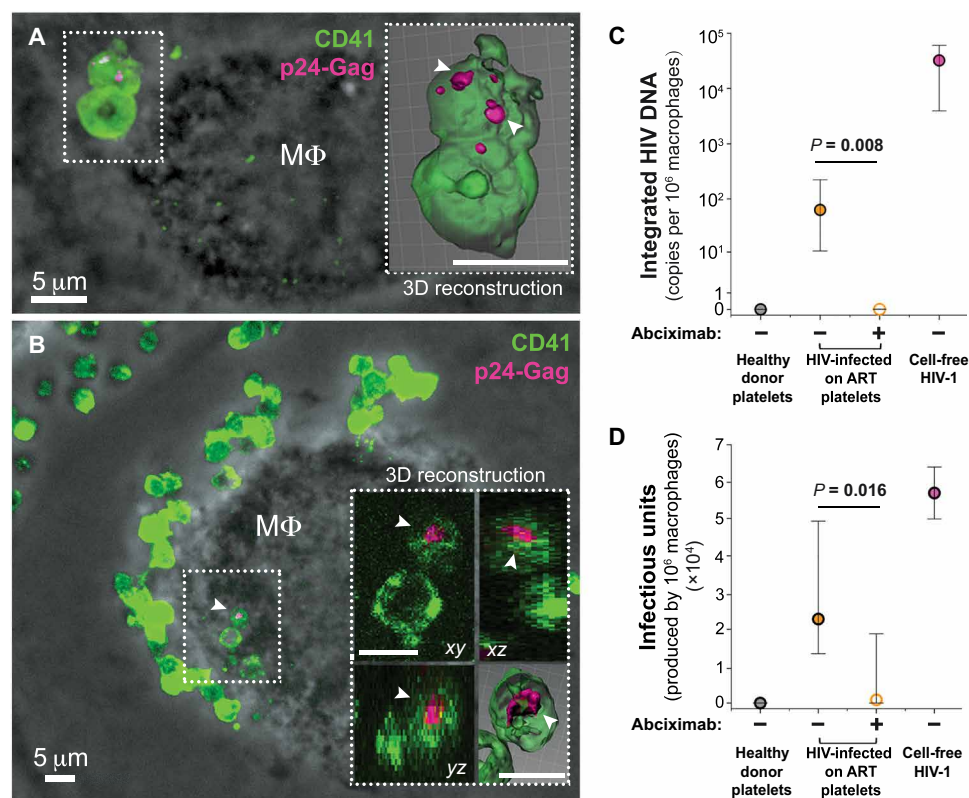 A
CD41
p24-Gag
MΦ
5 μm
3D reconstruction
B
CD41
p24-Gag
3D reconstruction
MΦ
xy
xz
yz
5 μm
C
Integrated HIV DNA
(copies per 10⁶ macrophages)
10⁵
10⁴
10³
10²
10¹
1
0
P = 0.008
Abciximab: – – + –
Healthy
donor
platelets
HIV-infected
on ART
platelets
Cell-free
HIV-1
D
Infectious units
(produced by 10⁶ macrophages)
(×10⁴)
7
6
5
4
3
2
1
0
P = 0.016
Abciximab: – – + –
Healthy
donor
platelets
HIV-infected
on ART
platelets
Cell-free
HIV-1